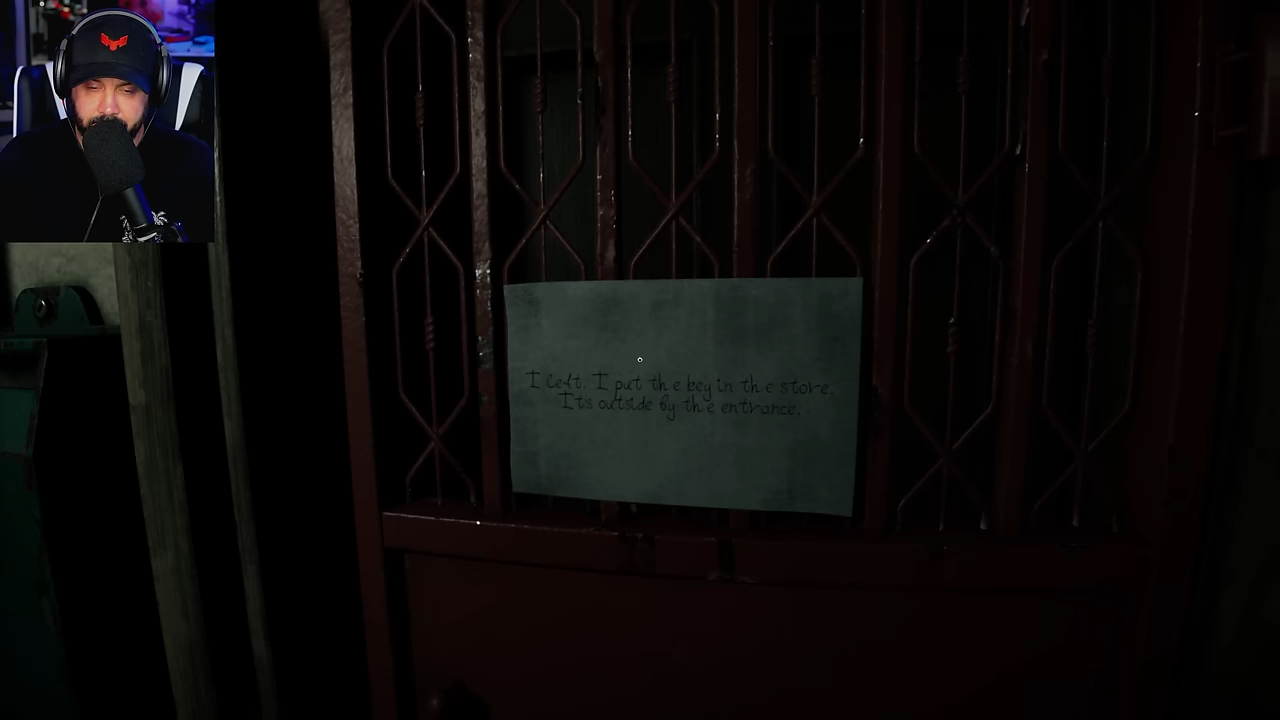 I left. I put the key in the store.
Its outside by the entrance.